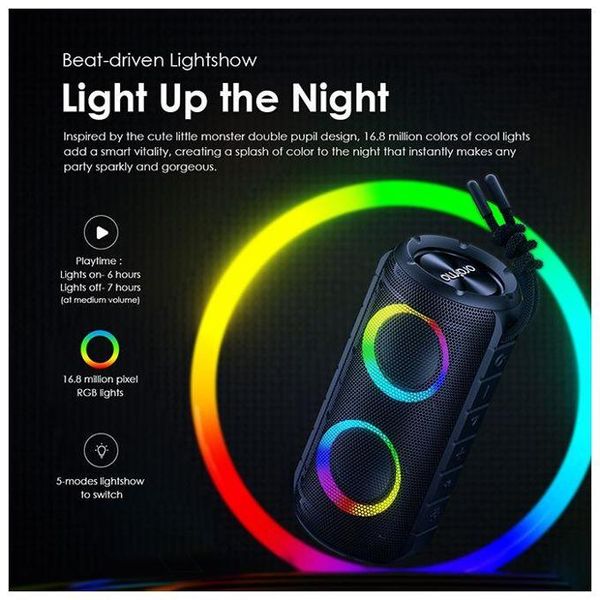 Beat-driven Lightshow
Light Up the Night
Inspired by the cute little monster double pupil design, 16.8 million colors of cool lights
add a smart vitality, creating a splash of color to the night that instantly makes any
party sparkly and gorgeous.
Playtime :
Lights on- 6 hours
Lights off- 7 hours
(at medium volume)
16.8 million pixel
RGB lights
5-modes lightshow
to switch
oraimo